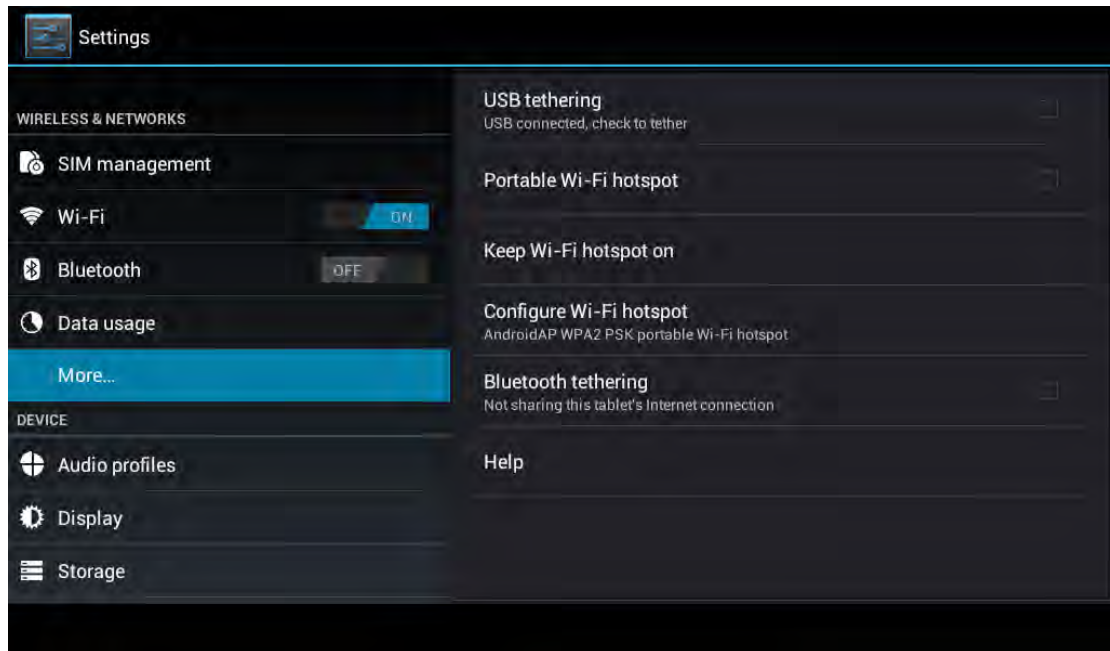 Settings
WIRELESS & NETWORKS
SIM management
Wi-Fi
ON
Bluetooth
OFF
Data usage
More...
DEVICE
Audio profiles
Display
Storage
USB tethering
USB connected, check to tether
Portable Wi-Fi hotspot
Keep Wi-Fi hotspot on
Configure Wi-Fi hotspot
AndroidAP WPA2 PSK portable Wi-Fi hotspot
Bluetooth tethering
Not sharing this tablet's Internet connection
Help